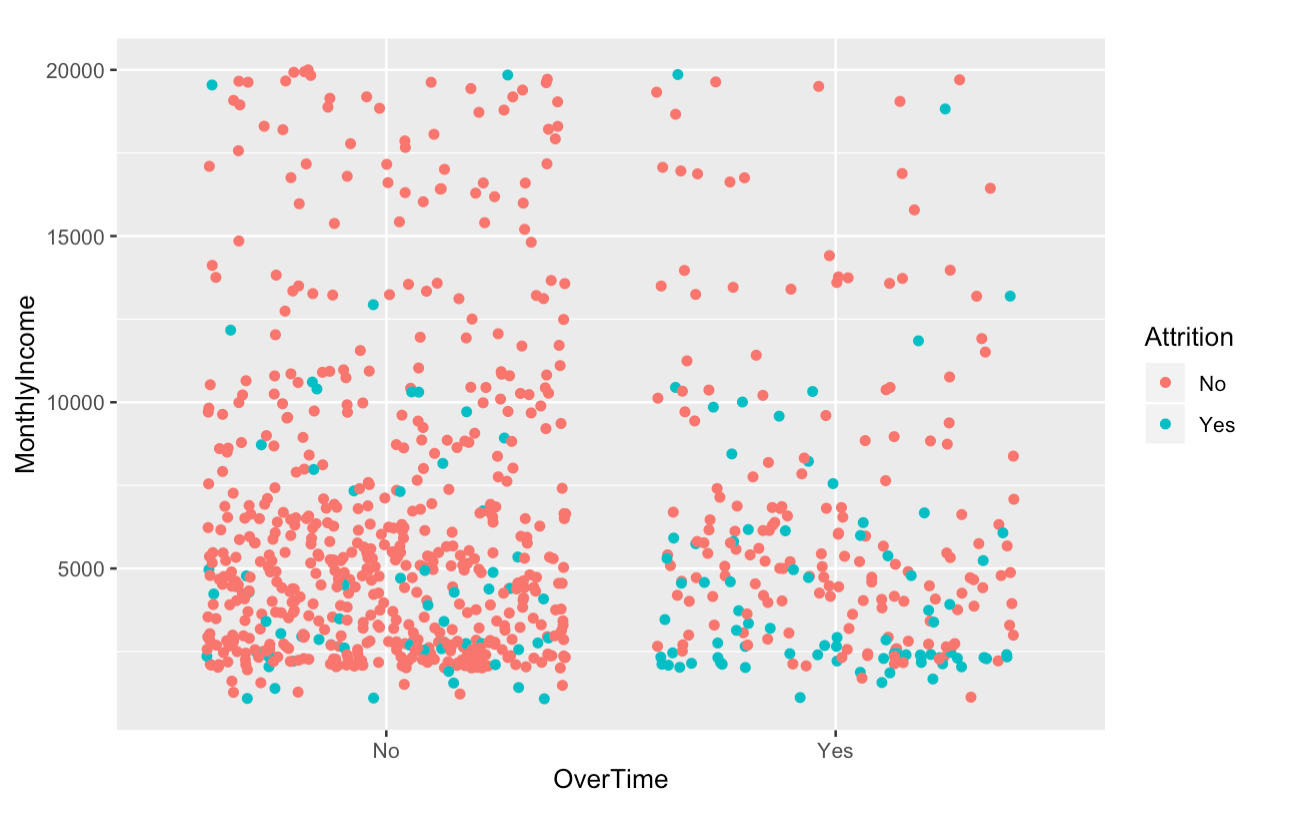 20000
15000
10000
5000
MonthlyIncome
No
Yes
OverTime
Attrition
No
Yes